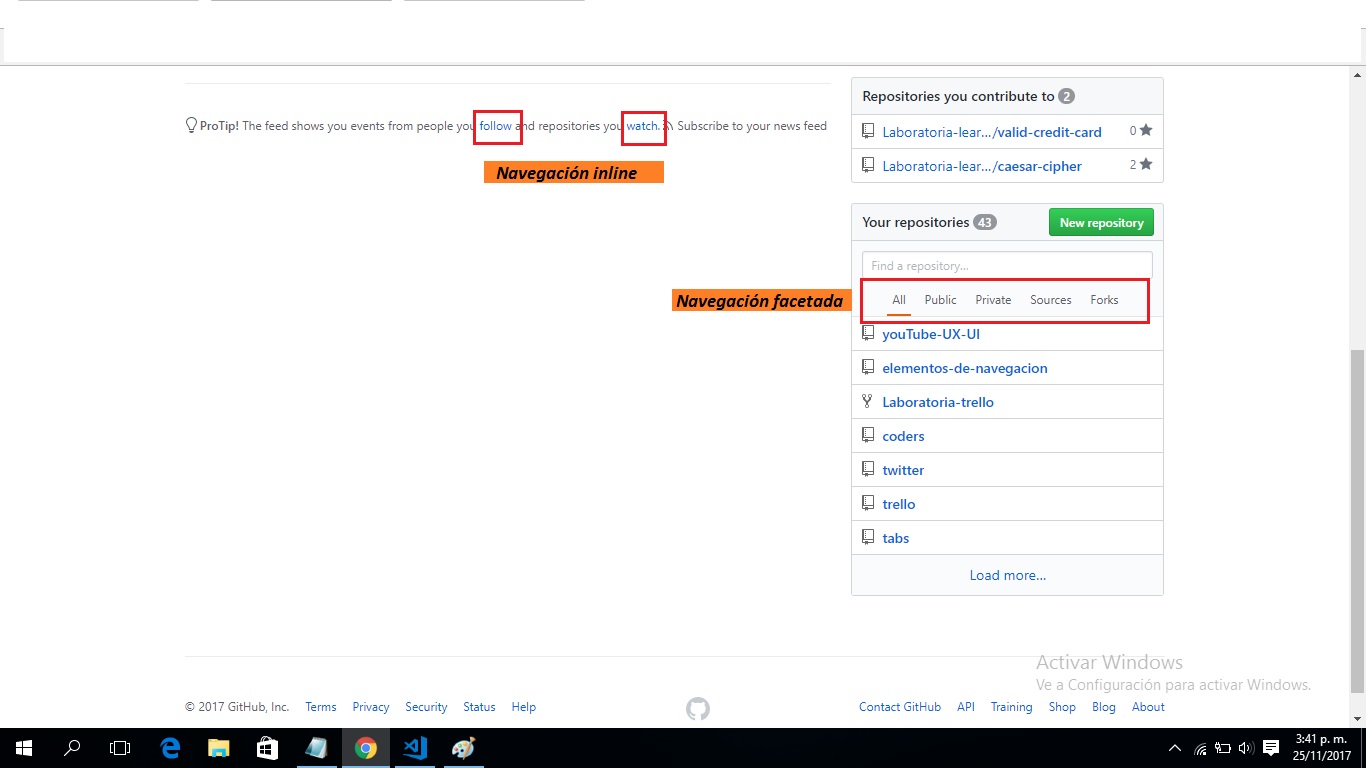 ProTip! The feed shows you events from people you follow and repositories you watch. Subscribe to your news feed
Navegación inline
Repositories you contribute to 2
Laboratoria-lear…/valid-credit-card 0
Laboratoria-lear…/caesar-cipher 2
Your repositories 43 New repository
Find a repository…
Navegación facetada
All Public Private Sources Forks
youTube-UX-UI
elementos-de-navegacion
Laboratoria-trello
coders
twitter
trello
tabs
Load more…
Activar Windows
Ve a Configuración para activar Windows.
© 2017 GitHub, Inc. Terms Privacy Security Status Help
Contact GitHub API Training Shop Blog About
3:41 p. m.
25/11/2017